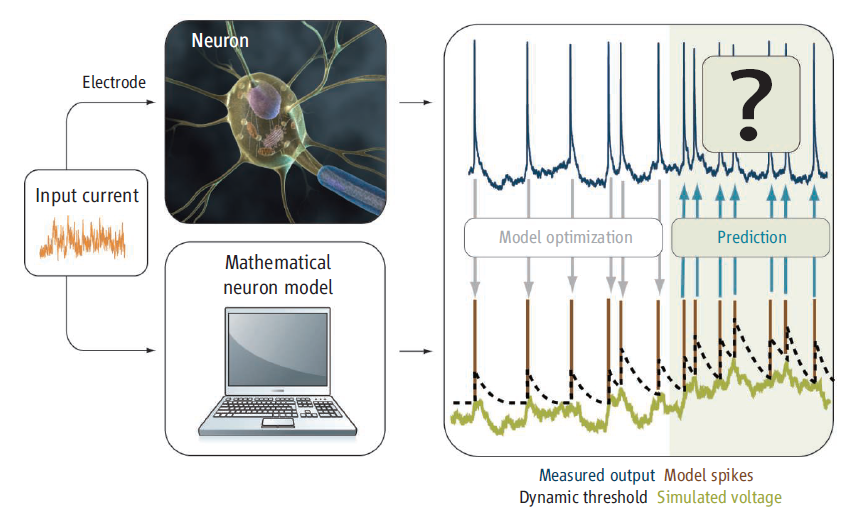 Neuron
Electrode
Input current
Mathematical
neuron model
?
Model optimization
Prediction
Measured output Model spikes
Dynamic threshold Simulated voltage